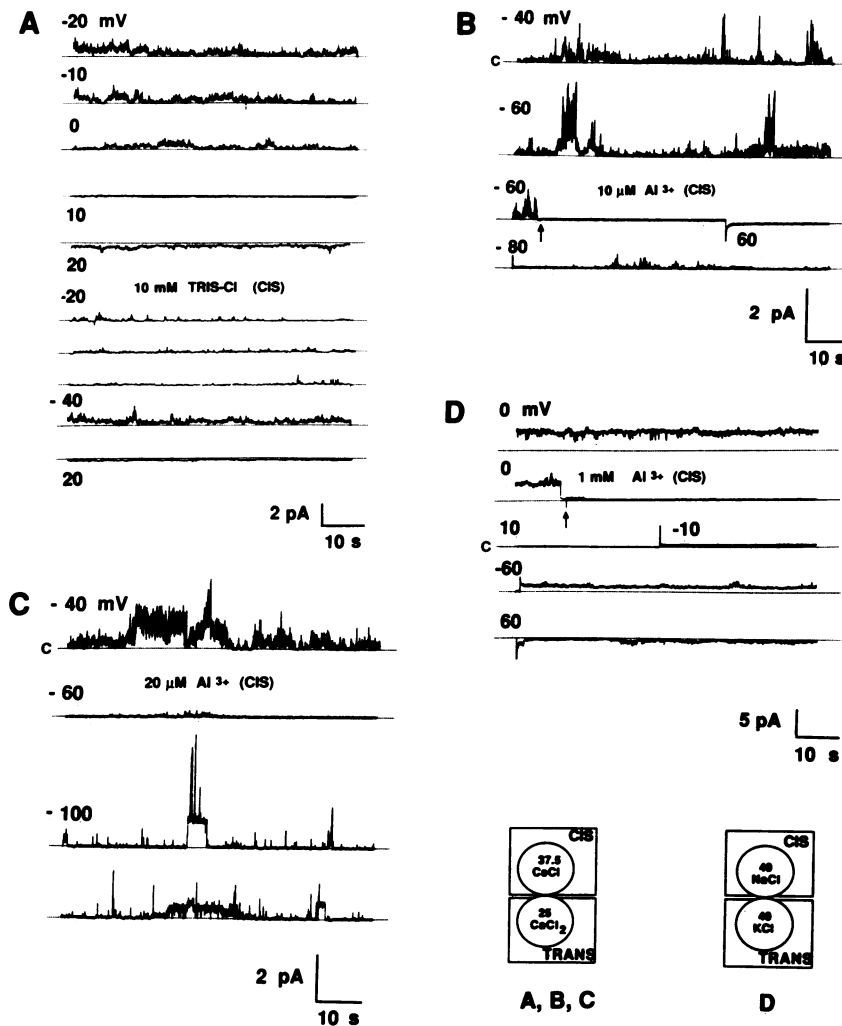 A
-20 mV
-10
0
10
20
10 mM TRIS-Cl (CIS)
-20
- 40
20
2 pA
10 s
B
- 40 mV
C
- 60
- 60
10 µM Al 3+ (CIS)
60
- 80
2 pA
10 s
C
- 40 mV
C
20 µM Al 3+ (CIS)
- 60
- 100
2 pA
10 s
D
0 mV
0
1 mM Al 3+ (CIS)
10
-10
C
-60
60
5 pA
10 s
CIS
37.5
CsCl
25
CaCl2
TRANS
A, B, C
CIS
40
NaCl
40
KCl
TRANS
D